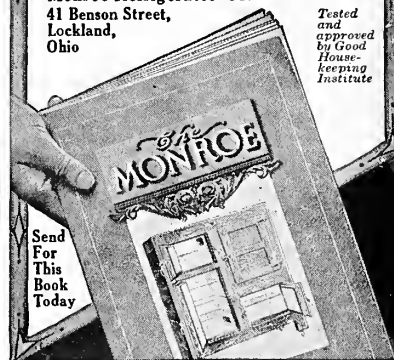 41 Benson Street,
Lockland,
Ohio
Tested
and
approved
by Good
House-
keeping
Institute
The
MONROE
Send
For
This
Book
Today